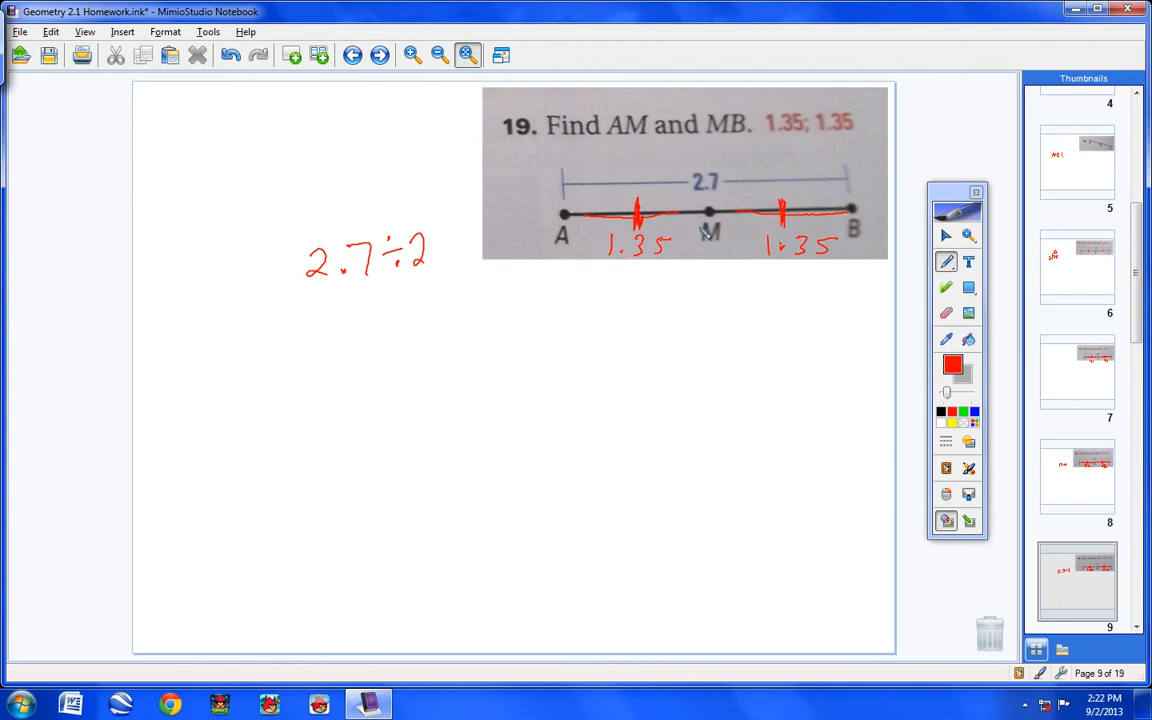 Geometry 2.1 Homework.ink* - MimioStudio Notebook
File Edit View Insert Format Tools Help
Thumbnails
19. Find AM and MB. 1.35; 1.35
2.7
A M B
1.35 1.35
2.7÷2
4
NO!
5
6
7
8
9
Page 9 of 19
2:22 PM
9/2/2013